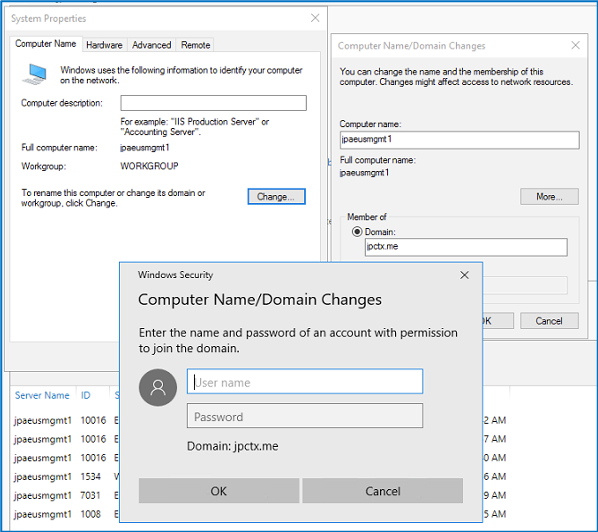 System Properties
Computer Name Hardware Advanced Remote
Windows uses the following information to identify your computer
on the network.
Computer description:
For example: "IIS Production Server" or
"Accounting Server".
Full computer name: jpaeusmgmt1
Workgroup: WORKGROUP
To rename this computer or change its domain or
workgroup, click Change.
Change...
Computer Name/Domain Changes
You can change the name and the membership of this
computer. Changes might affect access to network resources.
Computer name:
jpaeusmgmt1
Full computer name:
jpaeusmgmt1
More...
Member of
Domain:
jpctx.me
Cancel
Windows Security
Computer Name/Domain Changes
Enter the name and password of an account with permission
to join the domain.
User name
Password
Domain: jpctx.me
OK Cancel
Server Name ID
jpaeusmgmt1 10016 AM
jpaeusmgmt1 10016 AM
jpaeusmgmt1 10016 AM
jpaeusmgmt1 1534 AM
jpaeusmgmt1 7031 AM
jpaeusmgmt1 1008 AM